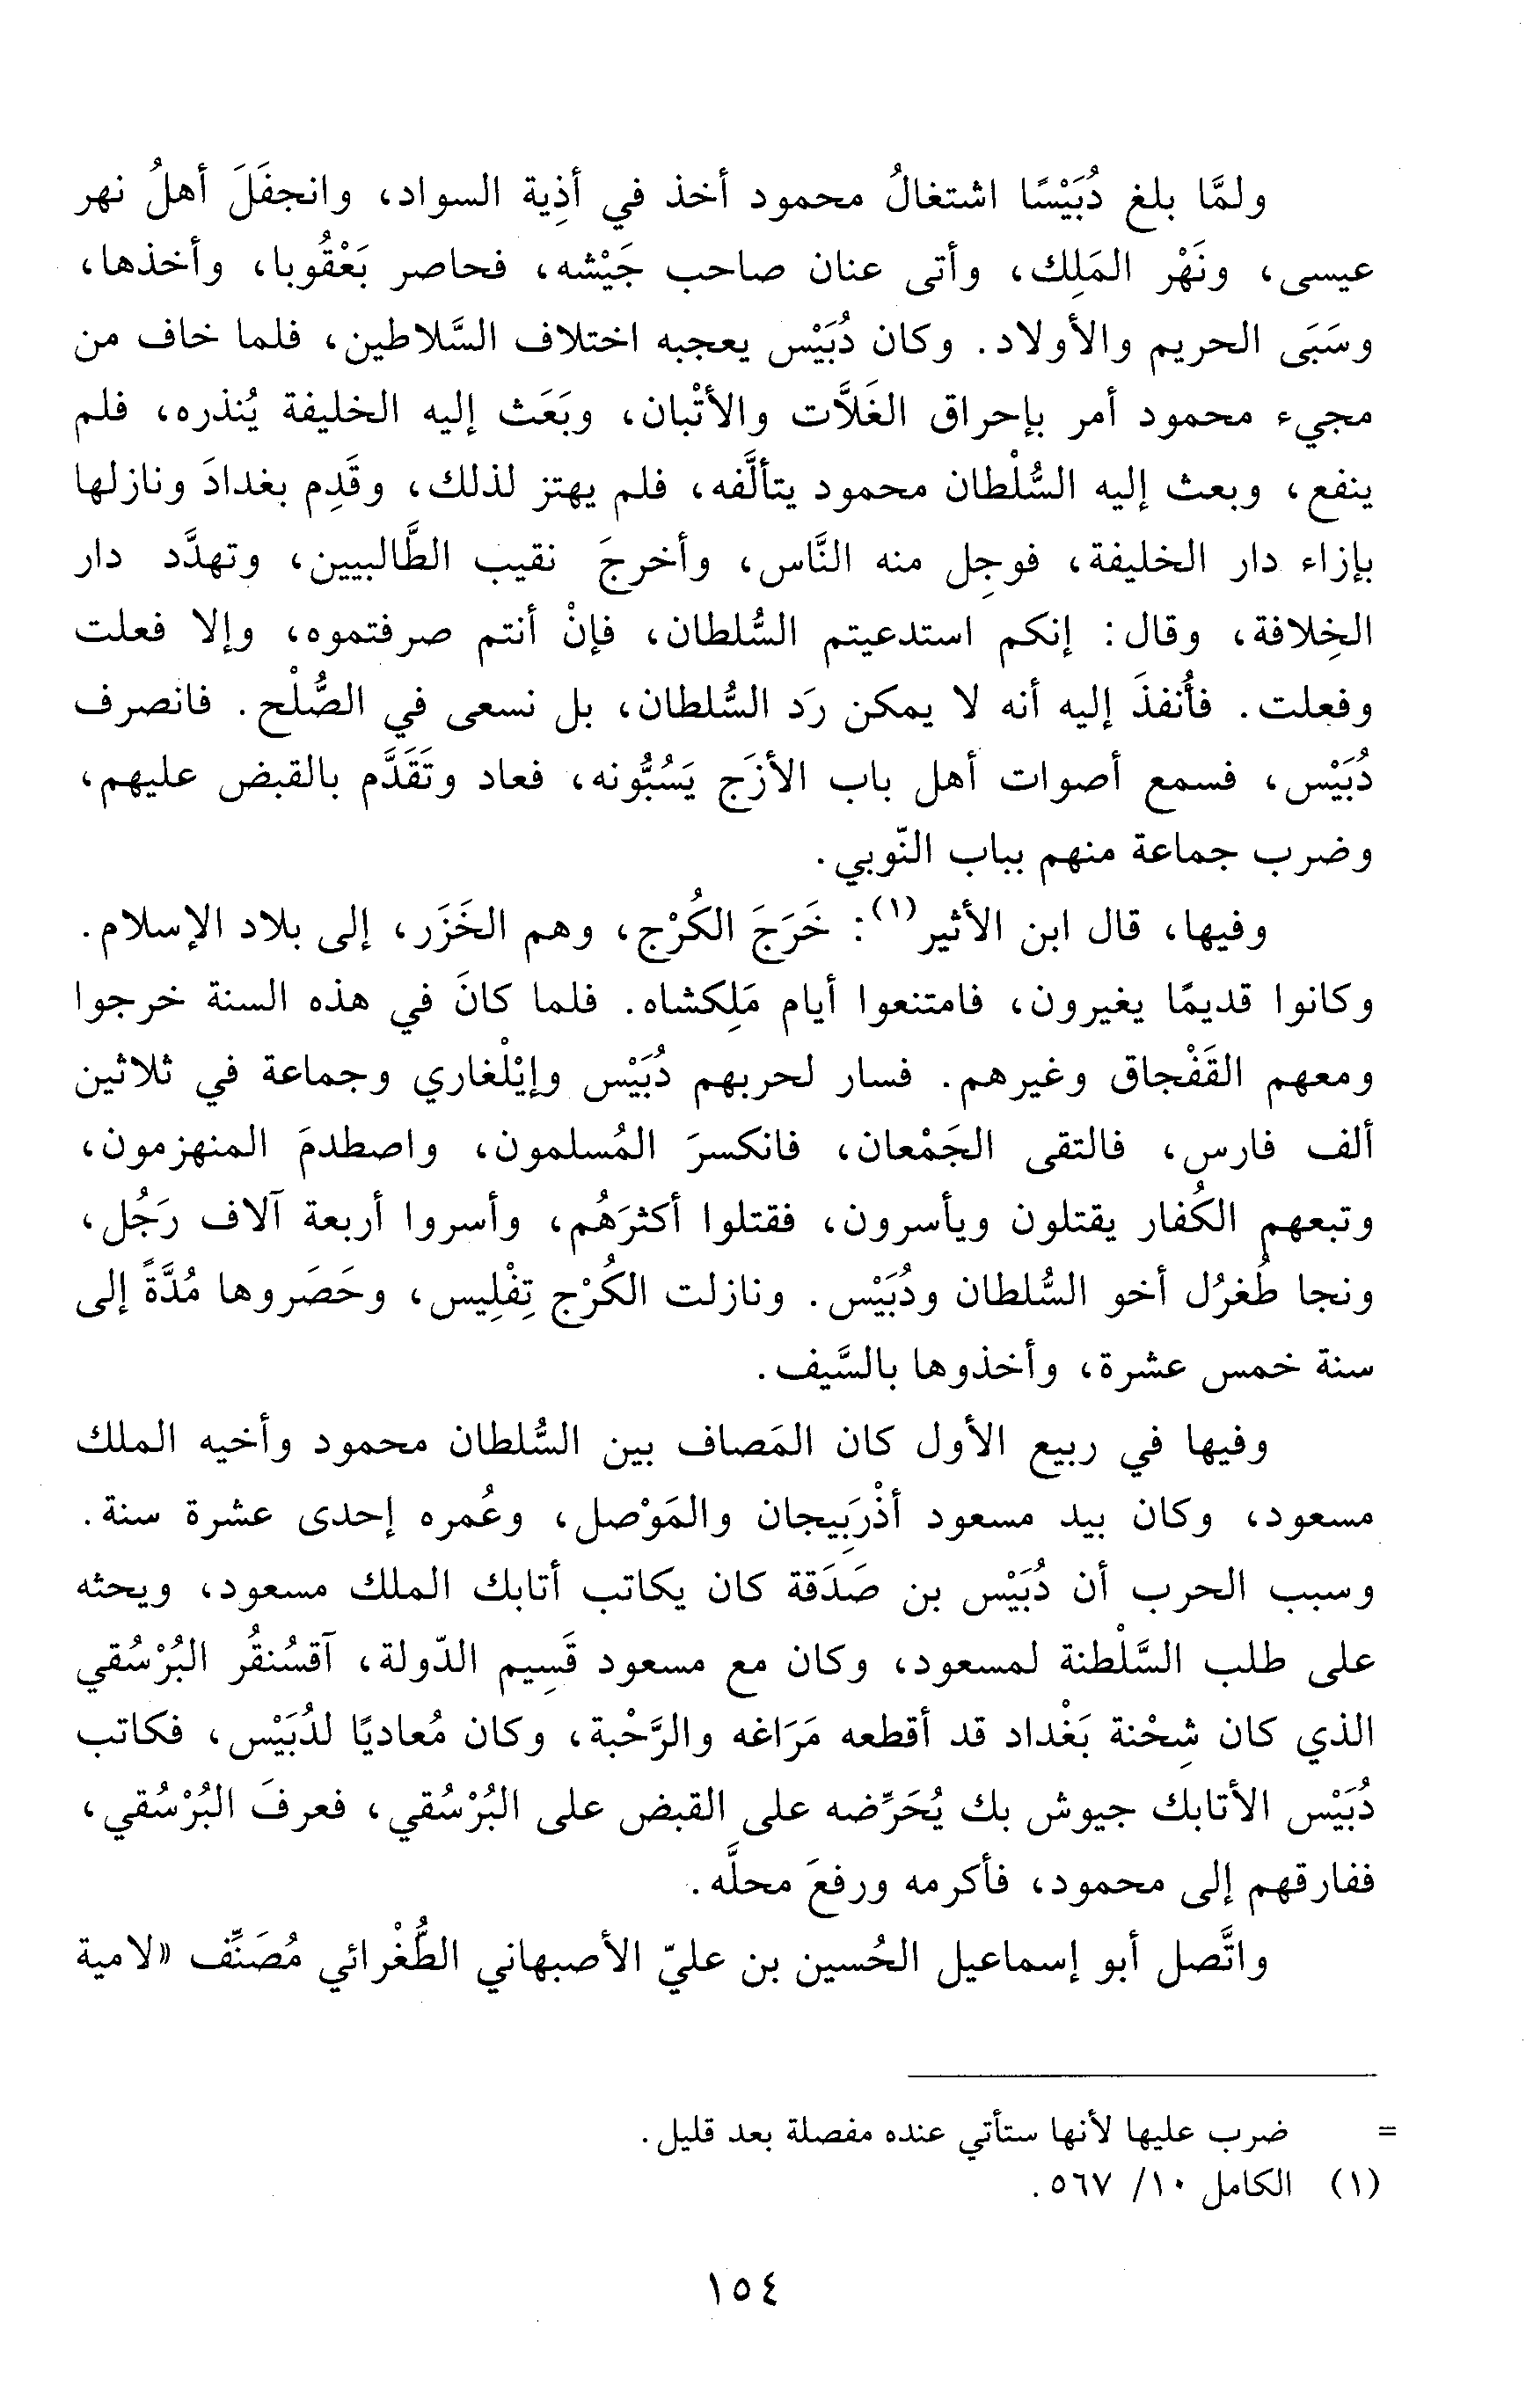 ولمَّا بلغ دُبَيْسًا اشتغالُ محمود أخذ في أذِية السواد، وانجفَلَ أهلُ نهر
عيسى، ونَهْر المَلِك، وأتى عنان صاحب جَيْشه، فحاصر بَعْقُوبا، وأخذها،
وسَبَى الحريم والأولاد. وكان دُبَيْس يعجبه اختلاف السَّلاطين، فلما خاف من
مجيء محمود أمر بإحراق الغَلاَّت والأتْبان، وبَعَث إليه الخليفة يُنذره، فلم
ينفع، وبعث إليه السُّلْطان محمود يتألَّفه، فلم يهتز لذلك، وقَدِم بغدادَ ونازلها
بإزاء دار الخليفة، فوجِل منه النَّاس، وأخرجَ نقيب الطَّالبيين، وتهدَّد دار
الخِلافة، وقال: إنكم استدعيتم السُّلطان، فإنْ أنتم صرفتموه، وإلا فعلت
وفعلت. فأُنفذَ إليه أنه لا يمكن رَد السُّلطان، بل نسعى في الصُّلْح. فانصرف
دُبَيْس، فسمع أصوات أهل باب الأزَج يَسُبُّونه، فعاد وتَقَدَّم بالقبض عليهم،
وضرب جماعة منهم بباب النّوبي.
وفيها، قال ابن الأثير(١): خَرَجَ الكُرْج، وهم الخَزَر، إلى بلاد الإسلام.
وكانوا قديمًا يغيرون، فامتنعوا أيام مَلِكشاه. فلما كانَ في هذه السنة خرجوا
ومعهم القَفْجاق وغيرهم. فسار لحربهم دُبَيْس وإيْلْغاري وجماعة في ثلاثين
ألف فارس، فالتقى الجَمْعان، فانكسرَ المُسلمون، واصطدمَ المنهزمون،
وتبعهم الكُفار يقتلون ويأسرون، فقتلوا أكثرَهُم، وأسروا أربعة آلاف رَجُل،
ونجا طُغرُل أخو السُّلطان ودُبَيْس. ونازلت الكُرْج تِفْلِيس، وحَصَروها مُدَّةً إلى
سنة خمس عشرة، وأخذوها بالسَّيف.
وفيها في ربيع الأول كان المَصاف بين السُّلطان محمود وأخيه الملك
مسعود، وكان بيد مسعود أذْرَبِيجان والمَوْصل، وعُمره إحدى عشرة سنة.
وسبب الحرب أن دُبَيْس بن صَدَقة كان يكاتب أتابك الملك مسعود، ويحثه
على طلب السَّلْطنة لمسعود، وكان مع مسعود قَسِيم الدّولة، آقسُنقُر البُرْسُقي
الذي كان شِحْنة بَغْداد قد أقطعه مَرَاغه والرَّحْبة، وكان مُعاديًا لدُبَيْس، فكاتب
دُبَيْس الأتابك جيوش بك يُحَرِّضه على القبض على البُرْسُقي، فعرفَ البُرْسُقي،
ففارقهم إلى محمود، فأكرمه ورفعَ محلَّه.
واتَّصل أبو إسماعيل الحُسين بن عليّ الأصبهاني الطُّغْرائي مُصَنِّف «لامية
= ضرب عليها لأنها ستأتي عنده مفصلة بعد قليل.
(١) الكامل ١٠/ ٥٦٧.
١٥٤